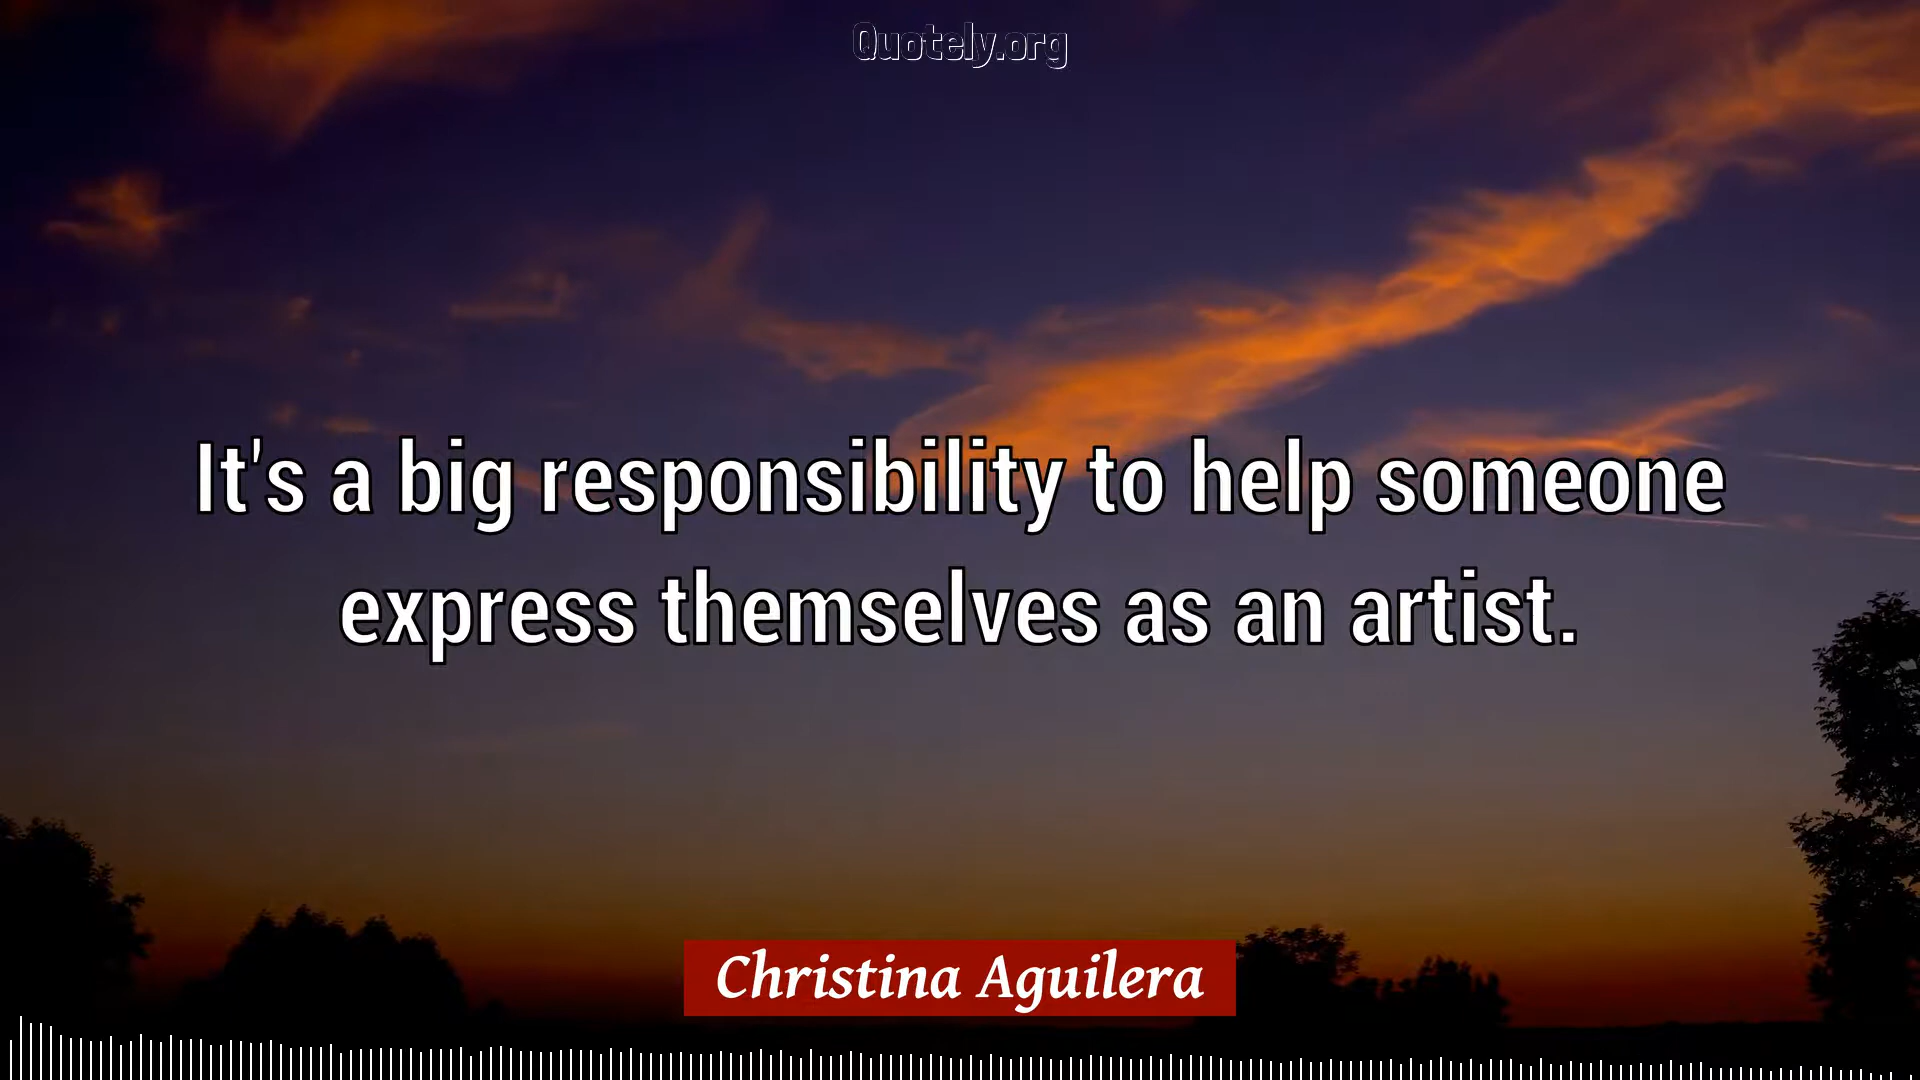 Quotely.org
It's a big responsibility to help someone
express themselves as an artist.
Christina Aguilera